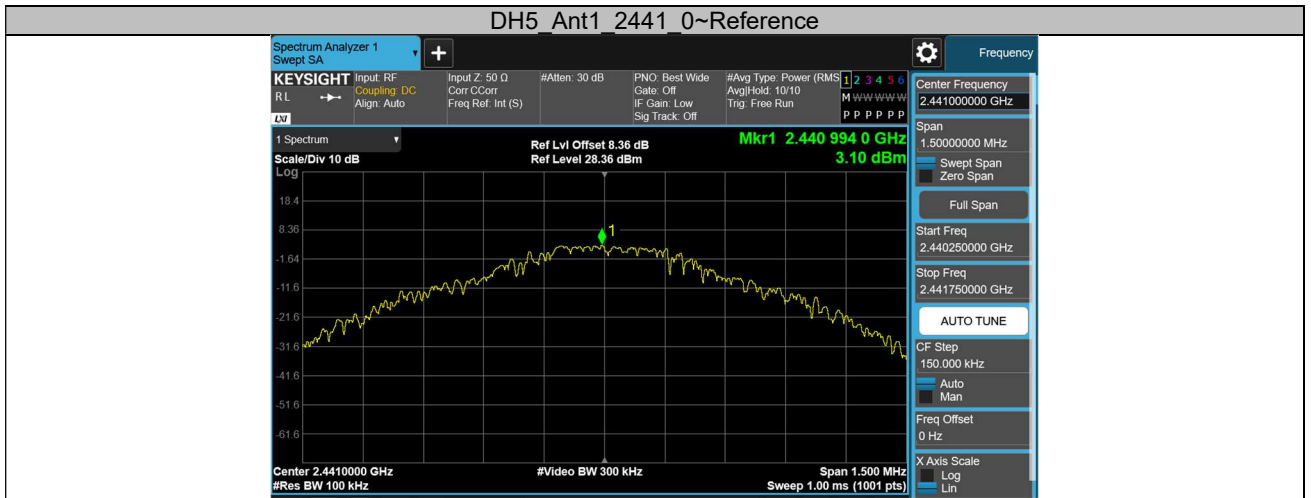 DH5_Ant1_2441_0~Reference
Spectrum Analyzer 1
Swept SA
+
Frequency
KEYSIGHT
RL
LXI
Input: RF
Coupling: DC
Align: Auto
Input Z: 50 Ω
Corr CCorr
Freq Ref: Int (S)
#Atten: 30 dB
PNO: Best Wide
Gate: Off
IF Gain: Low
Sig Track: Off
#Avg Type: Power (RMS
Avg|Hold: 10/10
Trig: Free Run
1 2 3 4 5 6
M W W W W W
P P P P P P
1 Spectrum
Scale/Div 10 dB
Ref Lvl Offset 8.36 dB
Ref Level 28.36 dBm
Mkr1 2.440 994 0 GHz
3.10 dBm
Log
18.4
8.36
-1.64
-11.6
-21.6
-31.6
-41.6
-51.6
-61.6
1
Center 2.4410000 GHz
#Res BW 100 kHz
#Video BW 300 kHz
Span 1.500 MHz
Sweep 1.00 ms (1001 pts)
Center Frequency
2.441000000 GHz
Span
1.50000000 MHz
Swept Span
Zero Span
Full Span
Start Freq
2.440250000 GHz
Stop Freq
2.441750000 GHz
AUTO TUNE
CF Step
150.000 kHz
Auto
Man
Freq Offset
0 Hz
X Axis Scale
Log
Lin